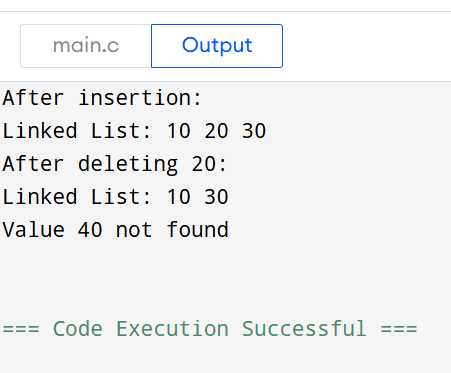 main.c Output
After insertion:
Linked List: 10 20 30
After deleting 20:
Linked List: 10 30
Value 40 not found
=== Code Execution Successful ===